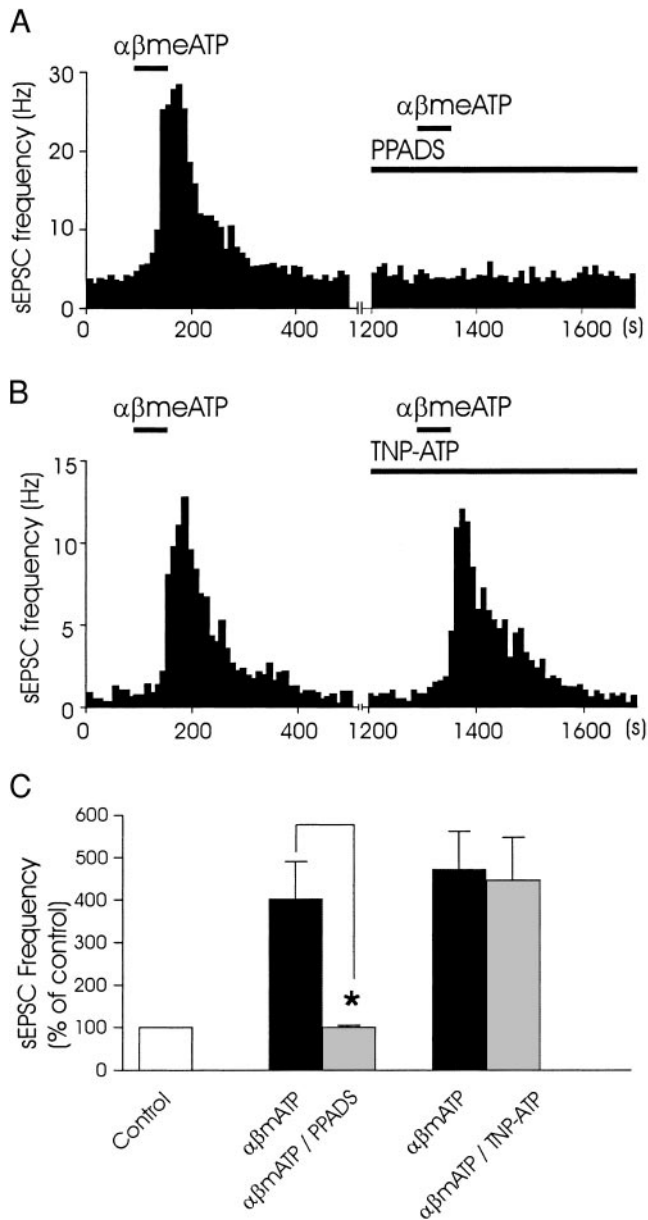 A
αβmeATP
αβmeATP
PPADS
sEPSC frequency (Hz)
30
20
10
0
0 200 400 1200 1400 1600 (s)
B
αβmeATP
αβmeATP
TNP-ATP
sEPSC frequency (Hz)
15
10
5
0
0 200 400 1200 1400 1600 (s)
C
sEPSC Frequency
(% of control)
600
500
400
300
200
100
0
*
Control
αβmATP
αβmATP / PPADS
αβmATP
αβmATP / TNP-ATP